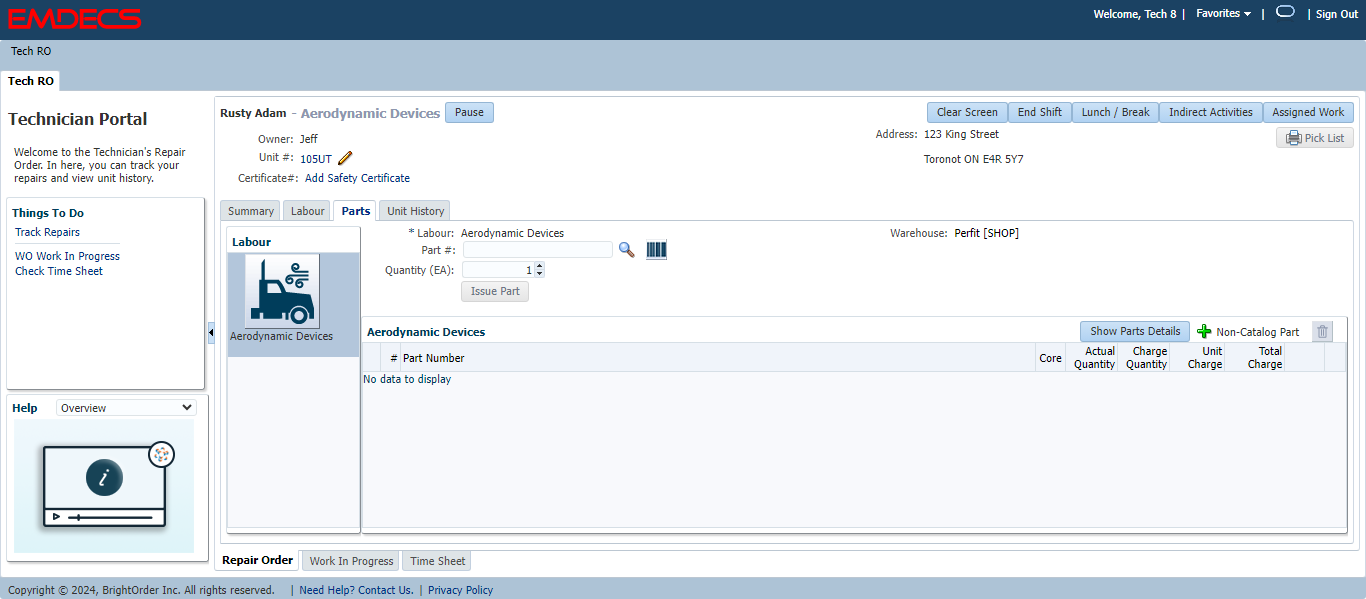 EMDECS
Welcome, Tech 8 | Favorites | | Sign Out
Tech RO
Tech RO
Technician Portal
Welcome to the Technician's Repair
Order. In here, you can track your
repairs and view unit history.
Things To Do
Track Repairs
WO Work In Progress
Check Time Sheet
Help Overview
i
Rusty Adam - Aerodynamic Devices Pause
Clear Screen End Shift Lunch / Break Indirect Activities Assigned Work
Owner: Jeff
Unit #: 105UT
Certificate#: Add Safety Certificate
Address: 123 King Street
Toronot ON E4R 5Y7
Pick List
Summary Labour Parts Unit History
Labour
Aerodynamic Devices
* Labour: Aerodynamic Devices
Part #:
Quantity (EA): 1
Issue Part
Warehouse: Perfit [SHOP]
Aerodynamic Devices Show Parts Details Non-Catalog Part
# Part Number Core Actual Quantity Charge Quantity Unit Charge Total Charge
No data to display
Repair Order Work In Progress Time Sheet
Copyright © 2024, BrightOrder Inc. All rights reserved. | Need Help? Contact Us. | Privacy Policy